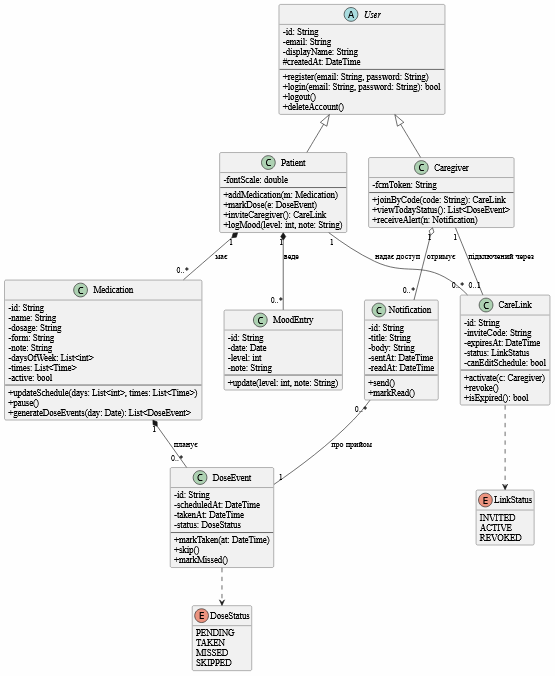 A User
-id: String
-email: String
-displayName: String
#createdAt: DateTime
+register(email: String, password: String)
+login(email: String, password: String): bool
+logout()
+deleteAccount()
C Patient
-fontScale: double
+addMedication(m: Medication)
+markDose(e: DoseEvent)
+inviteCaregiver(): CareLink
+logMood(level: int, note: String)
C Caregiver
-fcmToken: String
+joinByCode(code: String): CareLink
+viewTodayStatus(): List<DoseEvent>
+receiveAlert(n: Notification)
1 1 1 1 1
має веде надає доступ отримує підключений через
0..* 0..* 0..* 0..* 0..1
C Medication
-id: String
-name: String
-dosage: String
-form: String
-note: String
-daysOfWeek: List<int>
-times: List<Time>
-active: bool
+updateSchedule(days: List<int>, times: List<Time>)
+pause()
+generateDoseEvents(day: Date): List<DoseEvent>
C MoodEntry
-id: String
-date: Date
-level: int
-note: String
+update(level: int, note: String)
C Notification
-id: String
-title: String
-body: String
-sentAt: DateTime
-readAt: DateTime
+send()
+markRead()
C CareLink
-id: String
-inviteCode: String
-expiresAt: DateTime
-status: LinkStatus
-canEditSchedule: bool
+activate(c: Caregiver)
+revoke()
+isExpired(): bool
1 0..*
планує про прийом
0..* 1
C DoseEvent
-id: String
-scheduledAt: DateTime
-takenAt: DateTime
-status: DoseStatus
+markTaken(at: DateTime)
+skip()
+markMissed()
E LinkStatus
INVITED
ACTIVE
REVOKED
E DoseStatus
PENDING
TAKEN
MISSED
SKIPPED